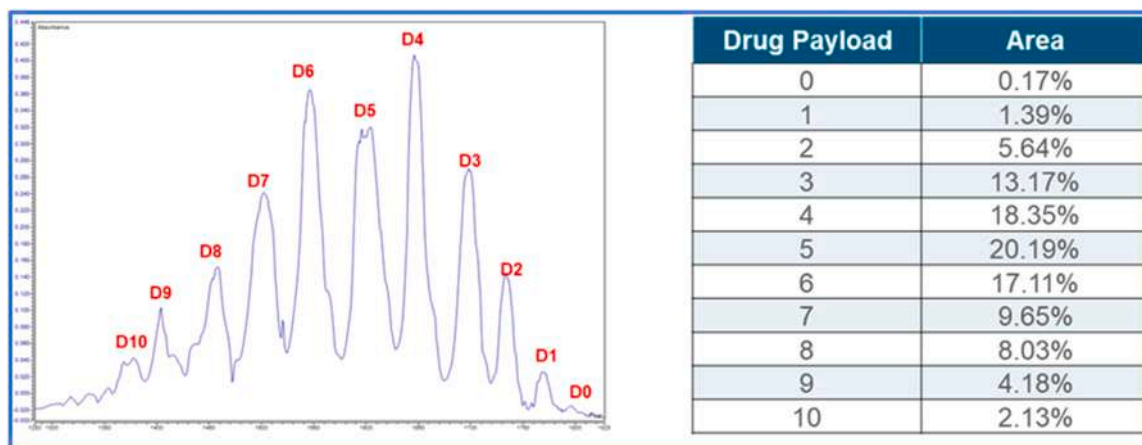 Absorbance
D4
D6
D5
D3
D7
D8
D2
D9
D10
D1
D0
Drug Payload Area
0 0.17%
1 1.39%
2 5.64%
3 13.17%
4 18.35%
5 20.19%
6 17.11%
7 9.65%
8 8.03%
9 4.18%
10 2.13%